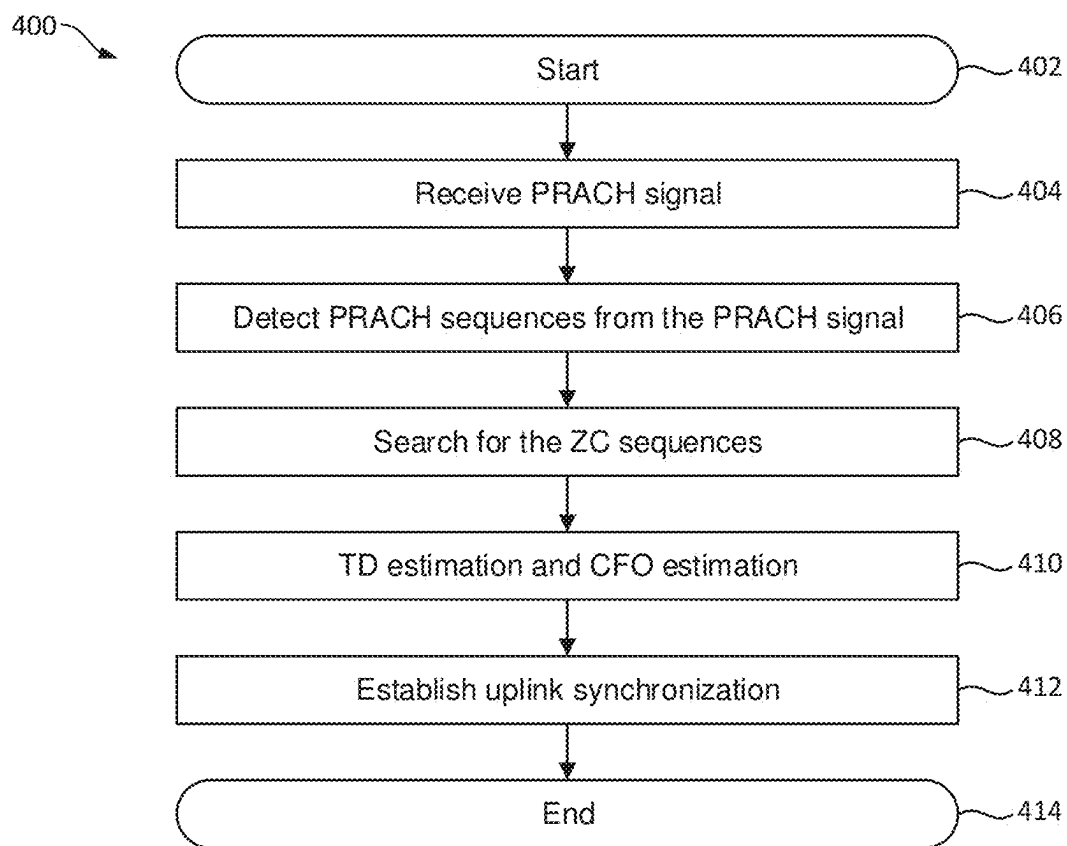 400
Start
402
Receive PRACH signal
404
Detect PRACH sequences from the PRACH signal
406
Search for the ZC sequences
408
TD estimation and CFO estimation
410
Establish uplink synchronization
412
End
414